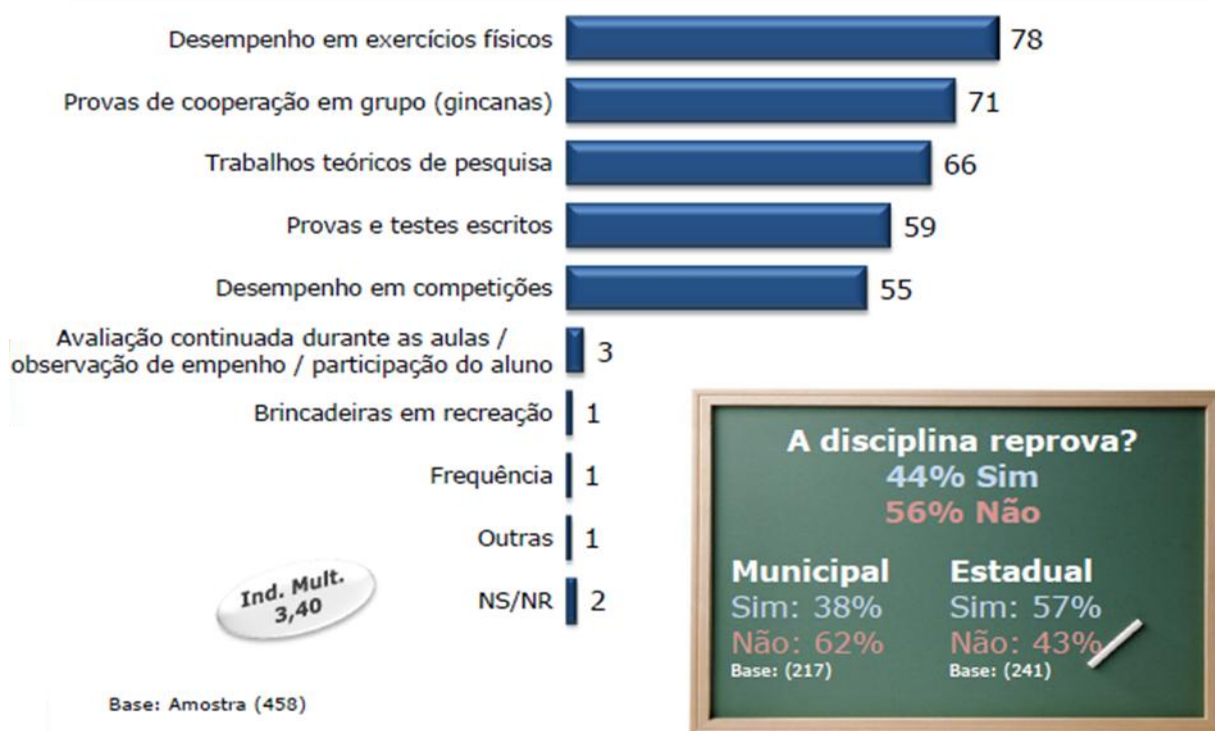 Desempenho em exercícios físicos 78
Provas de cooperação em grupo (gincanas) 71
Trabalhos teóricos de pesquisa 66
Provas e testes escritos 59
Desempenho em competições 55
Avaliação continuada durante as aulas /
observação de empenho / participação do aluno 3
Brincadeiras em recreação 1
Frequência 1
Outras 1
NS/NR 2
Ind. Mult.
3,40
Base: Amostra (458)
A disciplina reprova?
44% Sim
56% Não
Municipal
Sim: 38%
Não: 62%
Base: (217)
Estadual
Sim: 57%
Não: 43%
Base: (241)